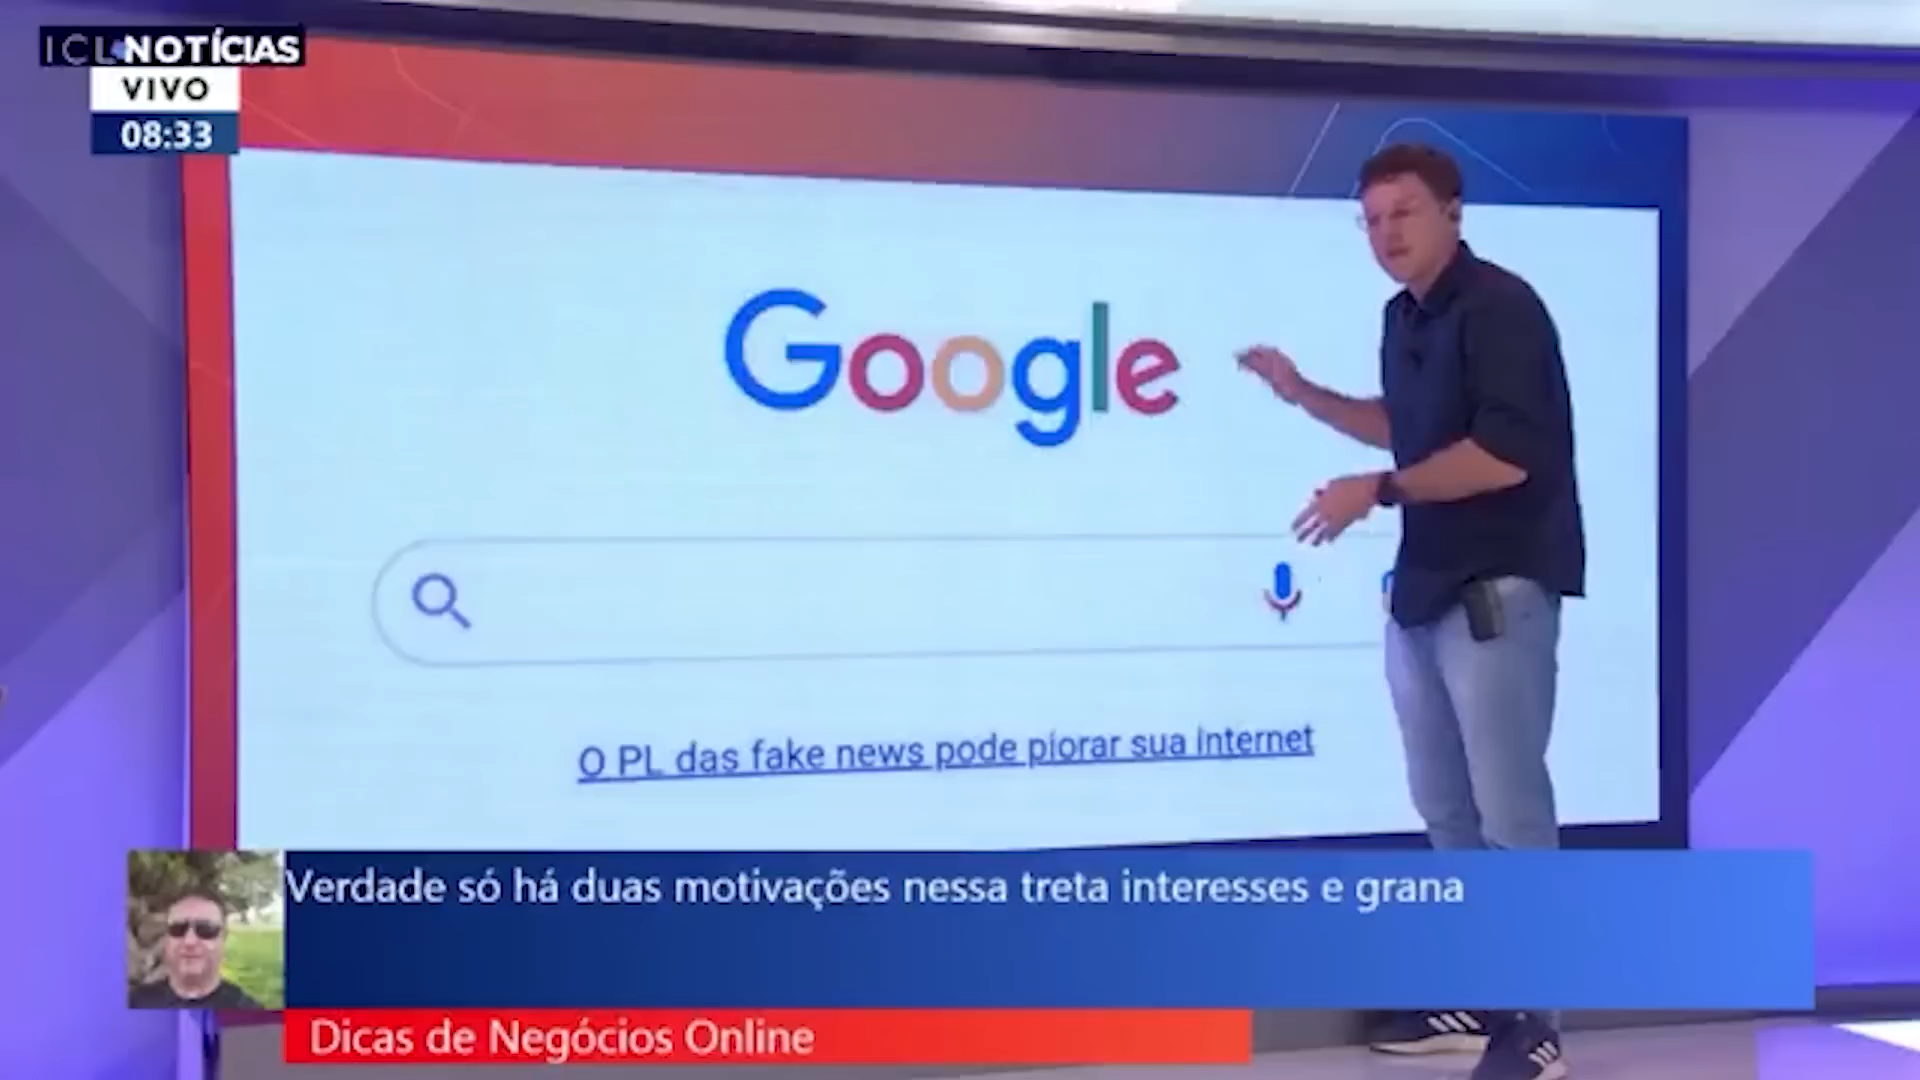 ICL NOTÍCIAS
VIVO
08:33
Google
O PL das fake news pode piorar sua internet
Verdade só há duas motivações nessa treta interesses e grana
Dicas de Negócios Online